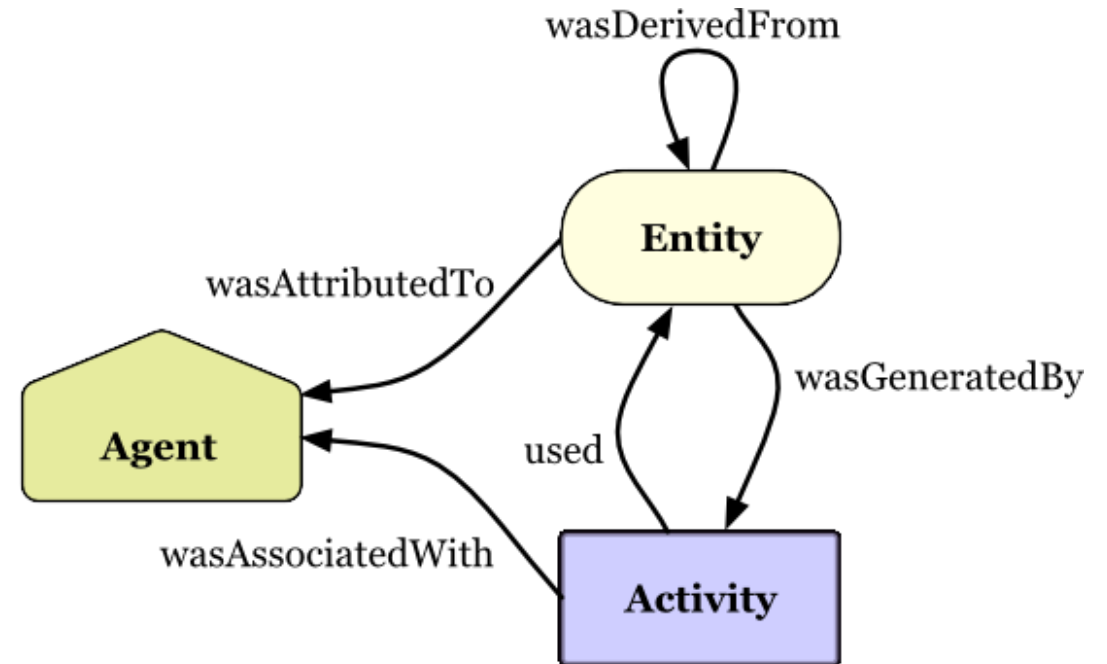 wasDerivedFrom
Entity
wasAttributedTo
wasGeneratedBy
Agent
used
wasAssociatedWith
Activity